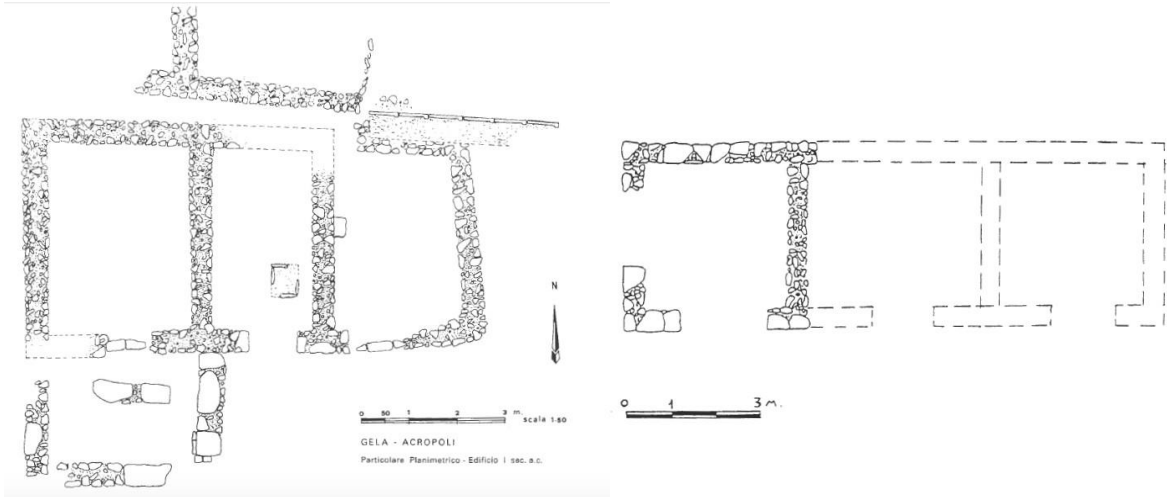 N
0 50 1 2 3 m. scala 1:50
GELA - ACROPOLI
Particolare Planimetrico - Edificio I sec. a.c.
0 1 3 m.